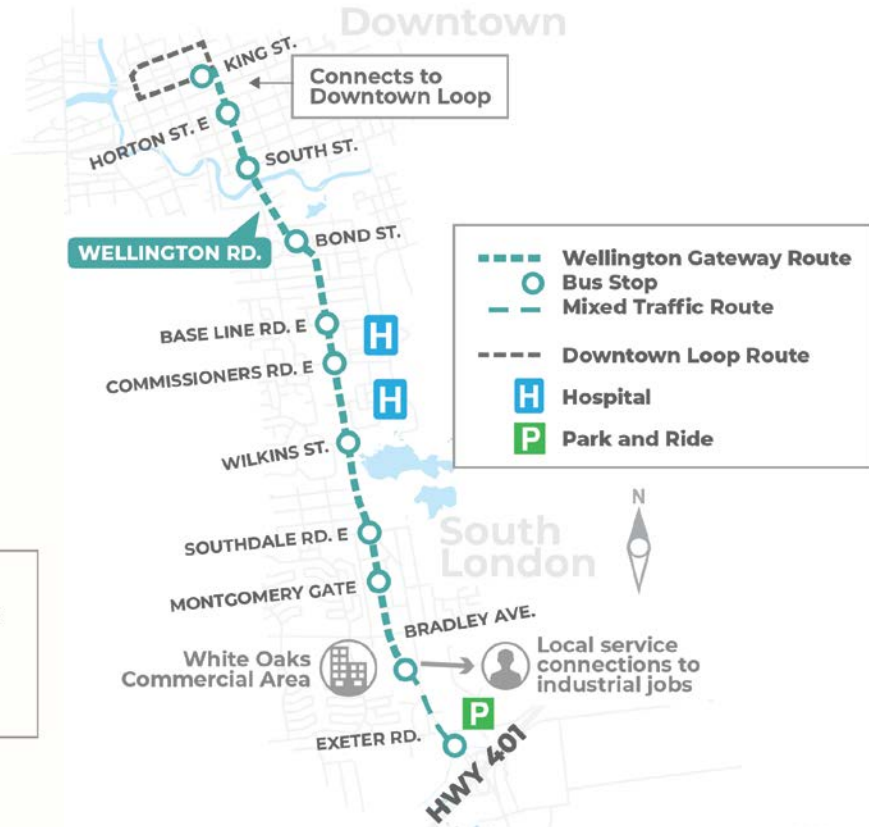 Downtown
KING ST.
Connects to
Downtown Loop
HORTON ST. E
SOUTH ST.
WELLINGTON RD.
BOND ST.
Wellington Gateway Route
Bus Stop
Mixed Traffic Route
Downtown Loop Route
H Hospital
P Park and Ride
BASE LINE RD. E
H
COMMISSIONERS RD. E
H
WILKINS ST.
N
SOUTHDALE RD. E
South
London
MONTGOMERY GATE
BRADLEY AVE.
White Oaks
Commercial Area
Local service
connections to
industrial jobs
P
EXETER RD.
HWY 401